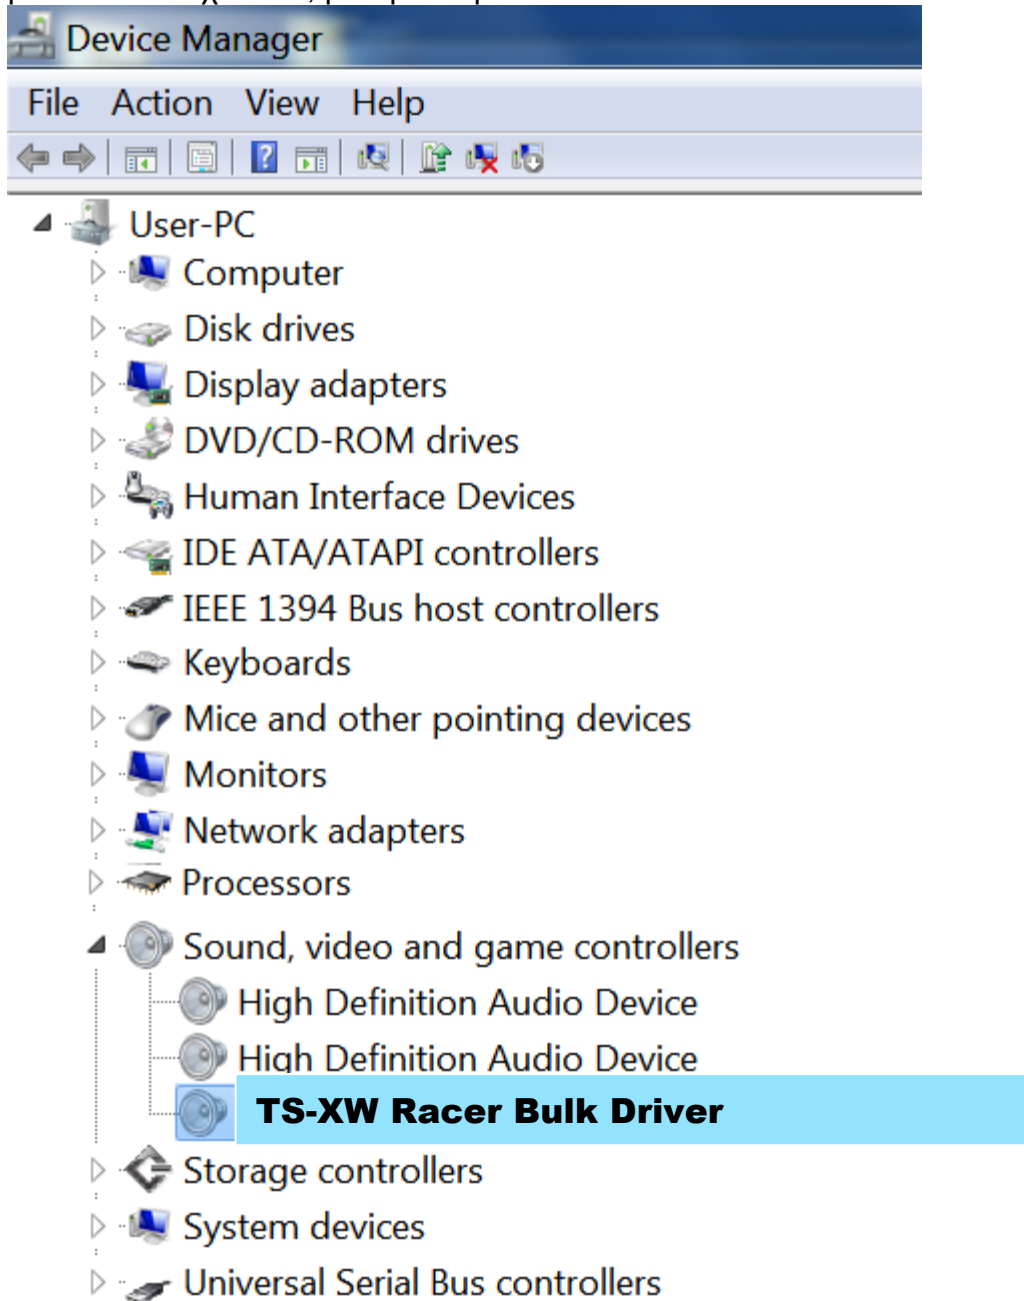 Device Manager
File Action View Help
User-PC
Computer
Disk drives
Display adapters
DVD/CD-ROM drives
Human Interface Devices
IDE ATA/ATAPI controllers
IEEE 1394 Bus host controllers
Keyboards
Mice and other pointing devices
Monitors
Network adapters
Processors
Sound, video and game controllers
High Definition Audio Device
High Definition Audio Device
TS-XW Racer Bulk Driver
Storage controllers
System devices
Universal Serial Bus controllers